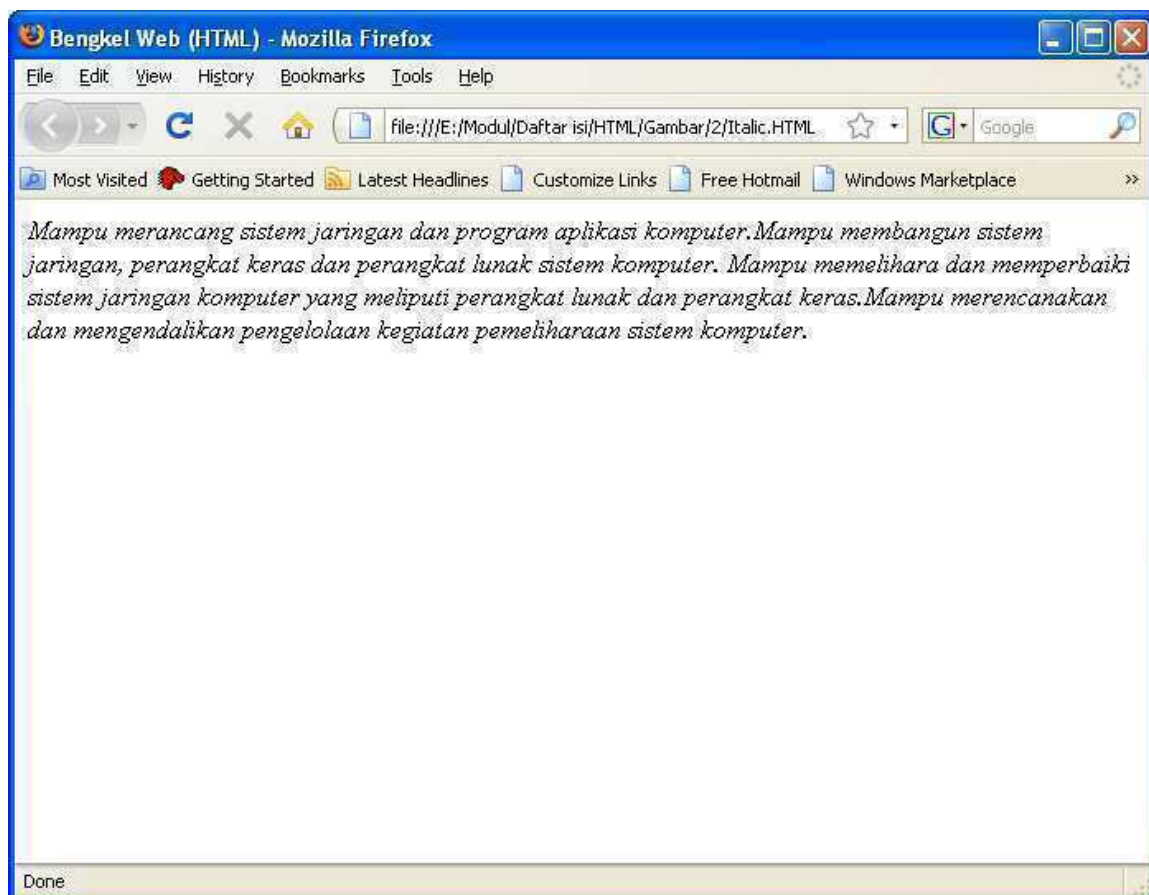 Bengkel Web (HTML) - Mozilla Firefox
File Edit View History Bookmarks Tools Help
file:///E:/Modul/Daftar isi/HTML/Gambar/2/Italic.HTML G Google
Most Visited Getting Started Latest Headlines Customize Links Free Hotmail Windows Marketplace »
Mampu merancang sistem jaringan dan program aplikasi komputer.Mampu membangun sistem
jaringan, perangkat keras dan perangkat lunak sistem komputer. Mampu memelihara dan memperbaiki
sistem jaringan komputer yang meliputi perangkat lunak dan perangkat keras.Mampu merencanakan
dan mengendalikan pengelolaan kegiatan pemeliharaan sistem komputer.
Done